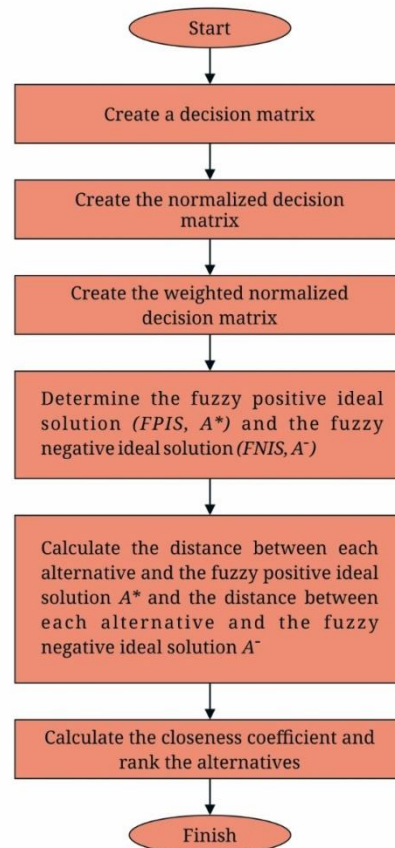 Start
Create a decision matrix
Create the normalized decision
matrix
Create the weighted normalized
decision matrix
Determine the fuzzy positive ideal
solution (FPIS, A*) and the fuzzy
negative ideal solution (FNIS, A⁻)
Calculate the distance between each
alternative and the fuzzy positive ideal
solution A* and the distance between
each alternative and the fuzzy
negative ideal solution A⁻
Calculate the closeness coefficient and
rank the alternatives
Finish